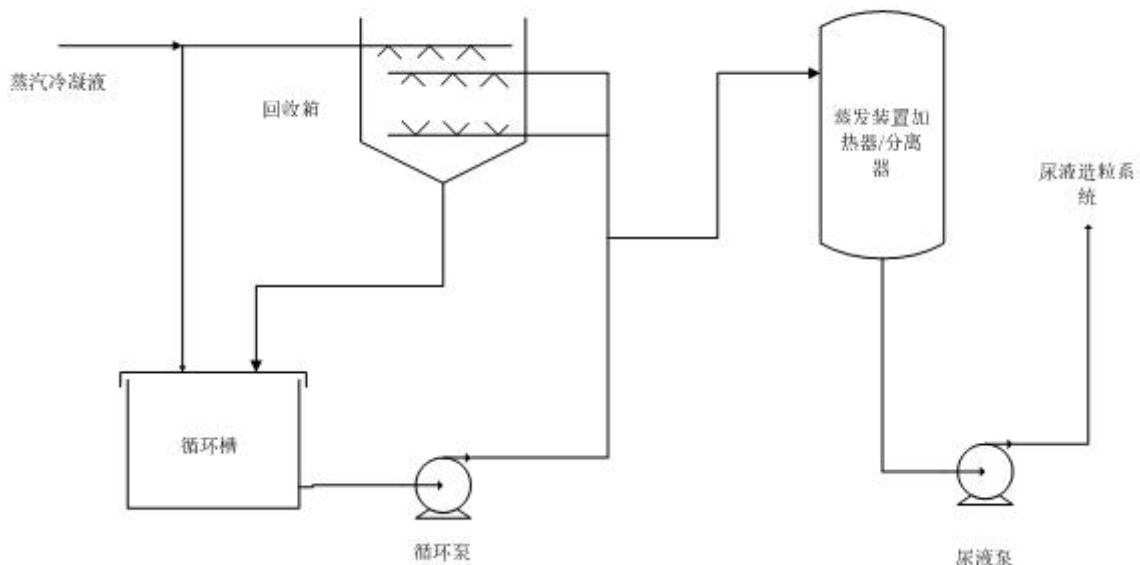 蒸汽冷凝液
回收箱
蒸发装置加
热器/分离
器
尿液造粒系
统
循环槽
循环泵
尿液泵